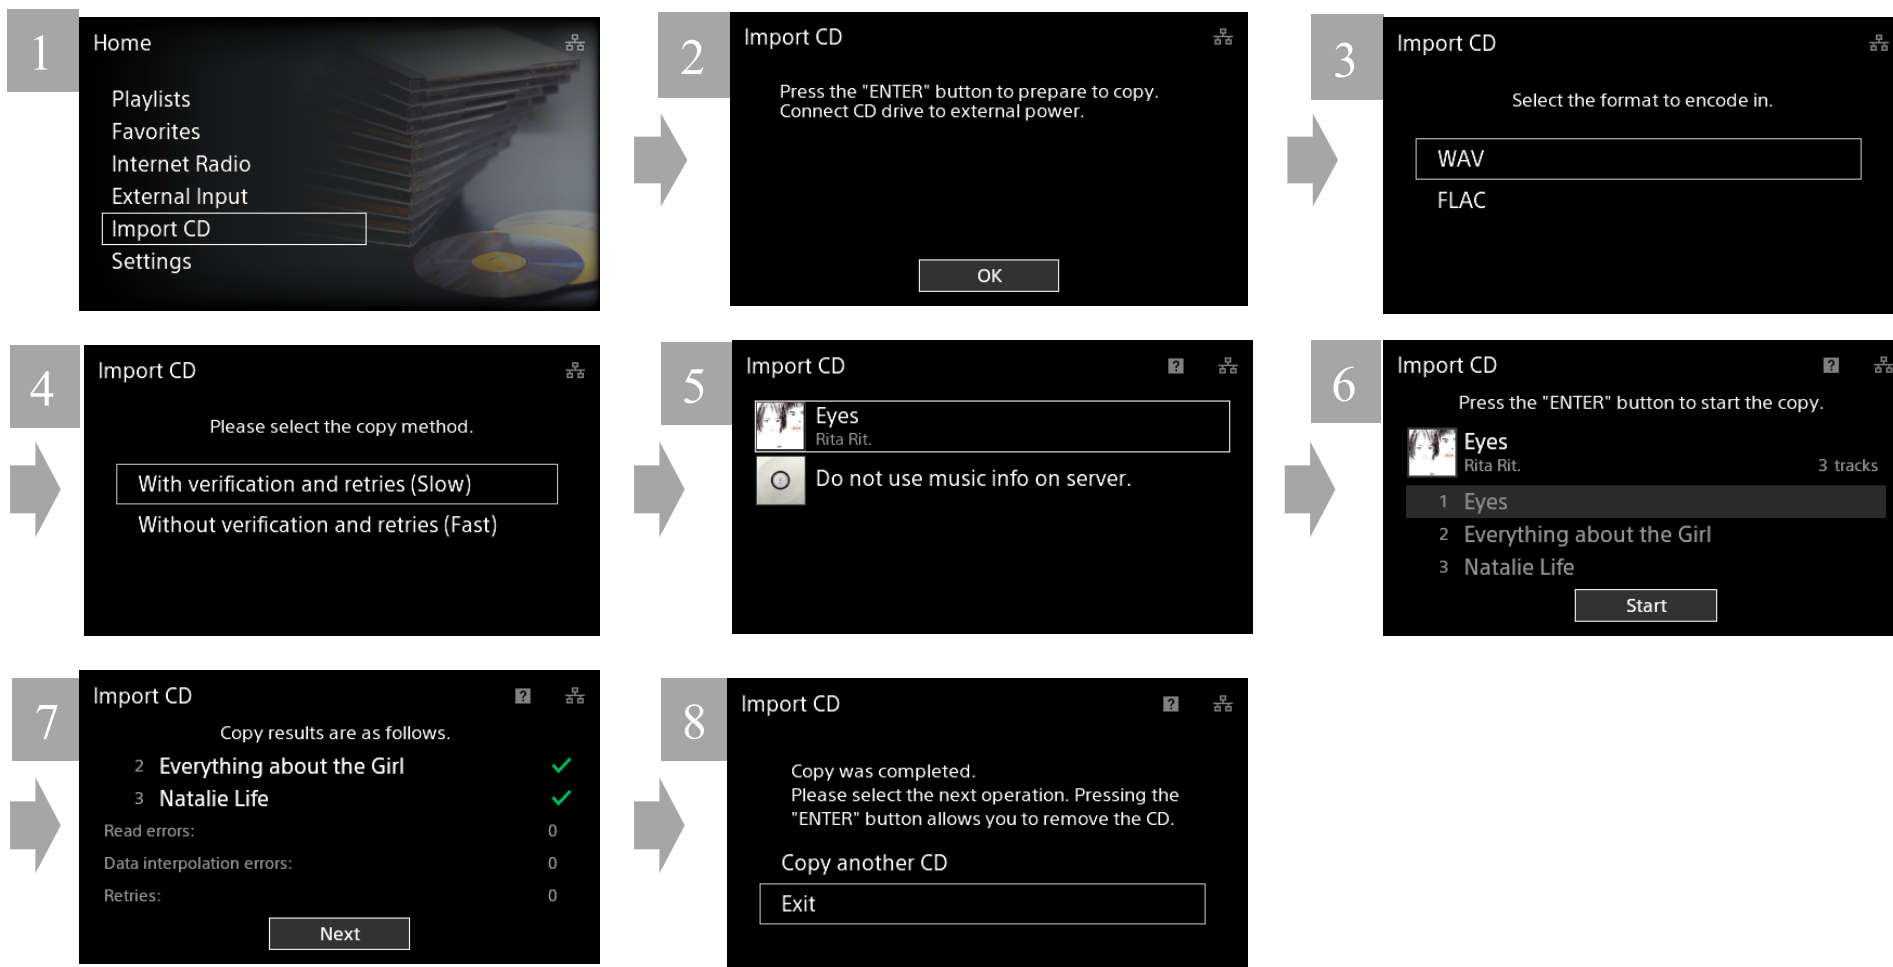 1
Home
Playlists
Favorites
Internet Radio
External Input
Import CD
Settings
2
Import CD
Press the "ENTER" button to prepare to copy.
Connect CD drive to external power.
OK
3
Import CD
Select the format to encode in.
WAV
FLAC
4
Import CD
Please select the copy method.
With verification and retries (Slow)
Without verification and retries (Fast)
5
Import CD
?
Eyes
Rita Rit.
Do not use music info on server.
6
Import CD
?
Press the "ENTER" button to start the copy.
Eyes
Rita Rit.
3 tracks
1 Eyes
2 Everything about the Girl
3 Natalie Life
Start
7
Import CD
?
Copy results are as follows.
2 Everything about the Girl
3 Natalie Life
Read errors: 0
Data interpolation errors: 0
Retries: 0
Next
8
Import CD
?
Copy was completed.
Please select the next operation. Pressing the
"ENTER" button allows you to remove the CD.
Copy another CD
Exit